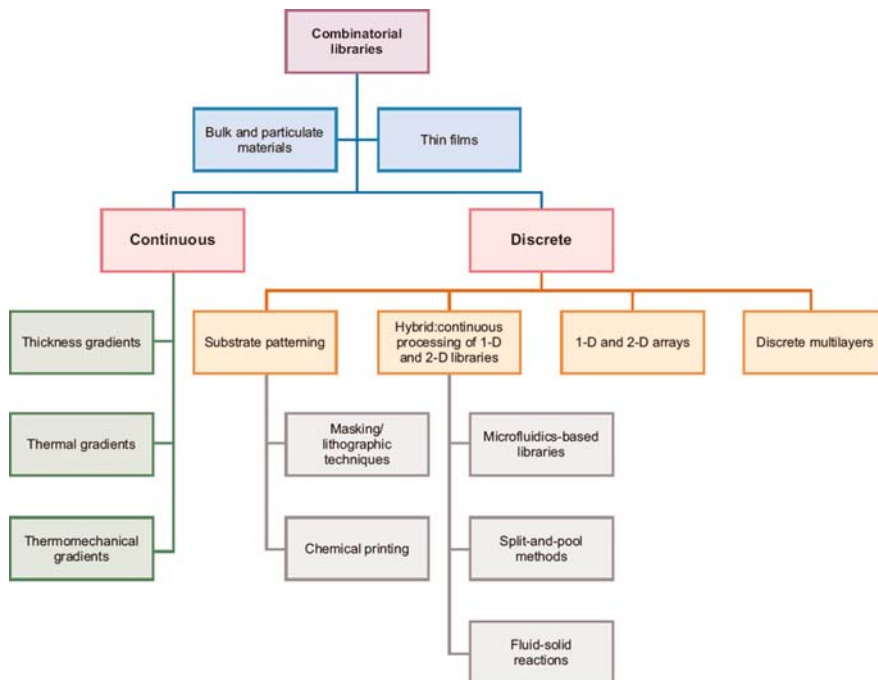 Combinatorial
libraries
Bulk and particulate
materials
Thin films
Continuous
Discrete
Thickness gradients
Substrate patterning
Hybrid:continuous
processing of 1-D
and 2-D libraries
1-D and 2-D arrays
Discrete multilayers
Thermal gradients
Masking/
lithographic
techniques
Microfluidics-based
libraries
Thermomechanical
gradients
Chemical printing
Split-and-pool
methods
Fluid-solid
reactions